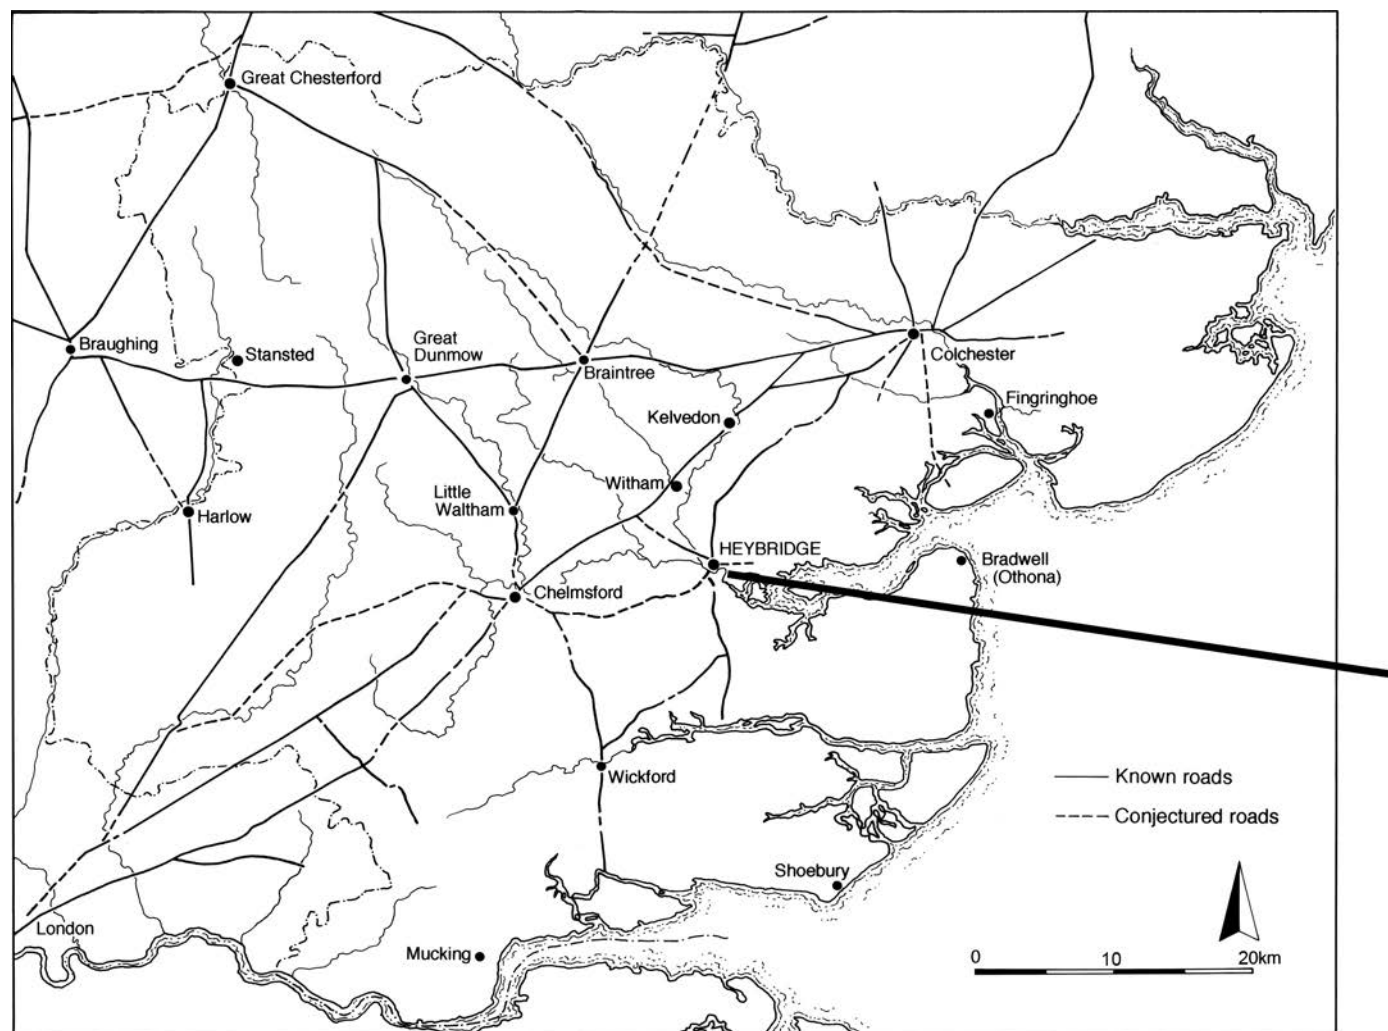 Great Chesterford
Braughing
Stansted
Great
Dunmow
Braintree
Colchester
Kelvedon
Fingringhoe
Witham
Little
Waltham
Harlow
HEYBRIDGE
Bradwell
(Othona)
Chelmsford
Wickford
Known roads
Conjectured roads
Shoebury
London
Mucking
0 10 20km